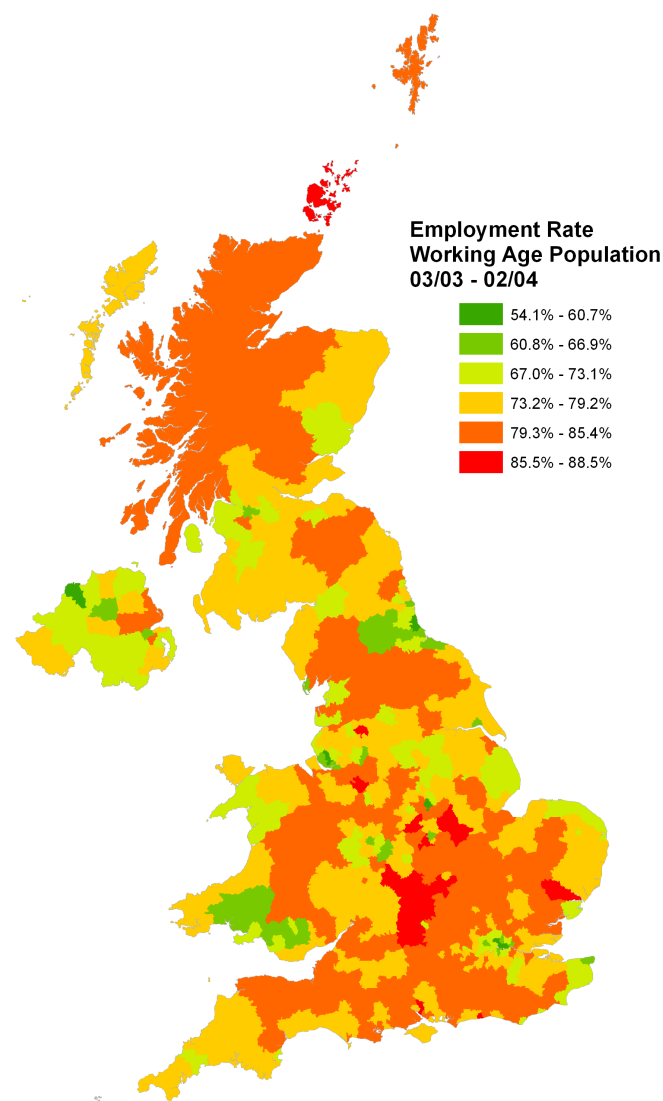 Employment Rate
Working Age Population
03/03 - 02/04
54.1% - 60.7%
60.8% - 66.9%
67.0% - 73.1%
73.2% - 79.2%
79.3% - 85.4%
85.5% - 88.5%